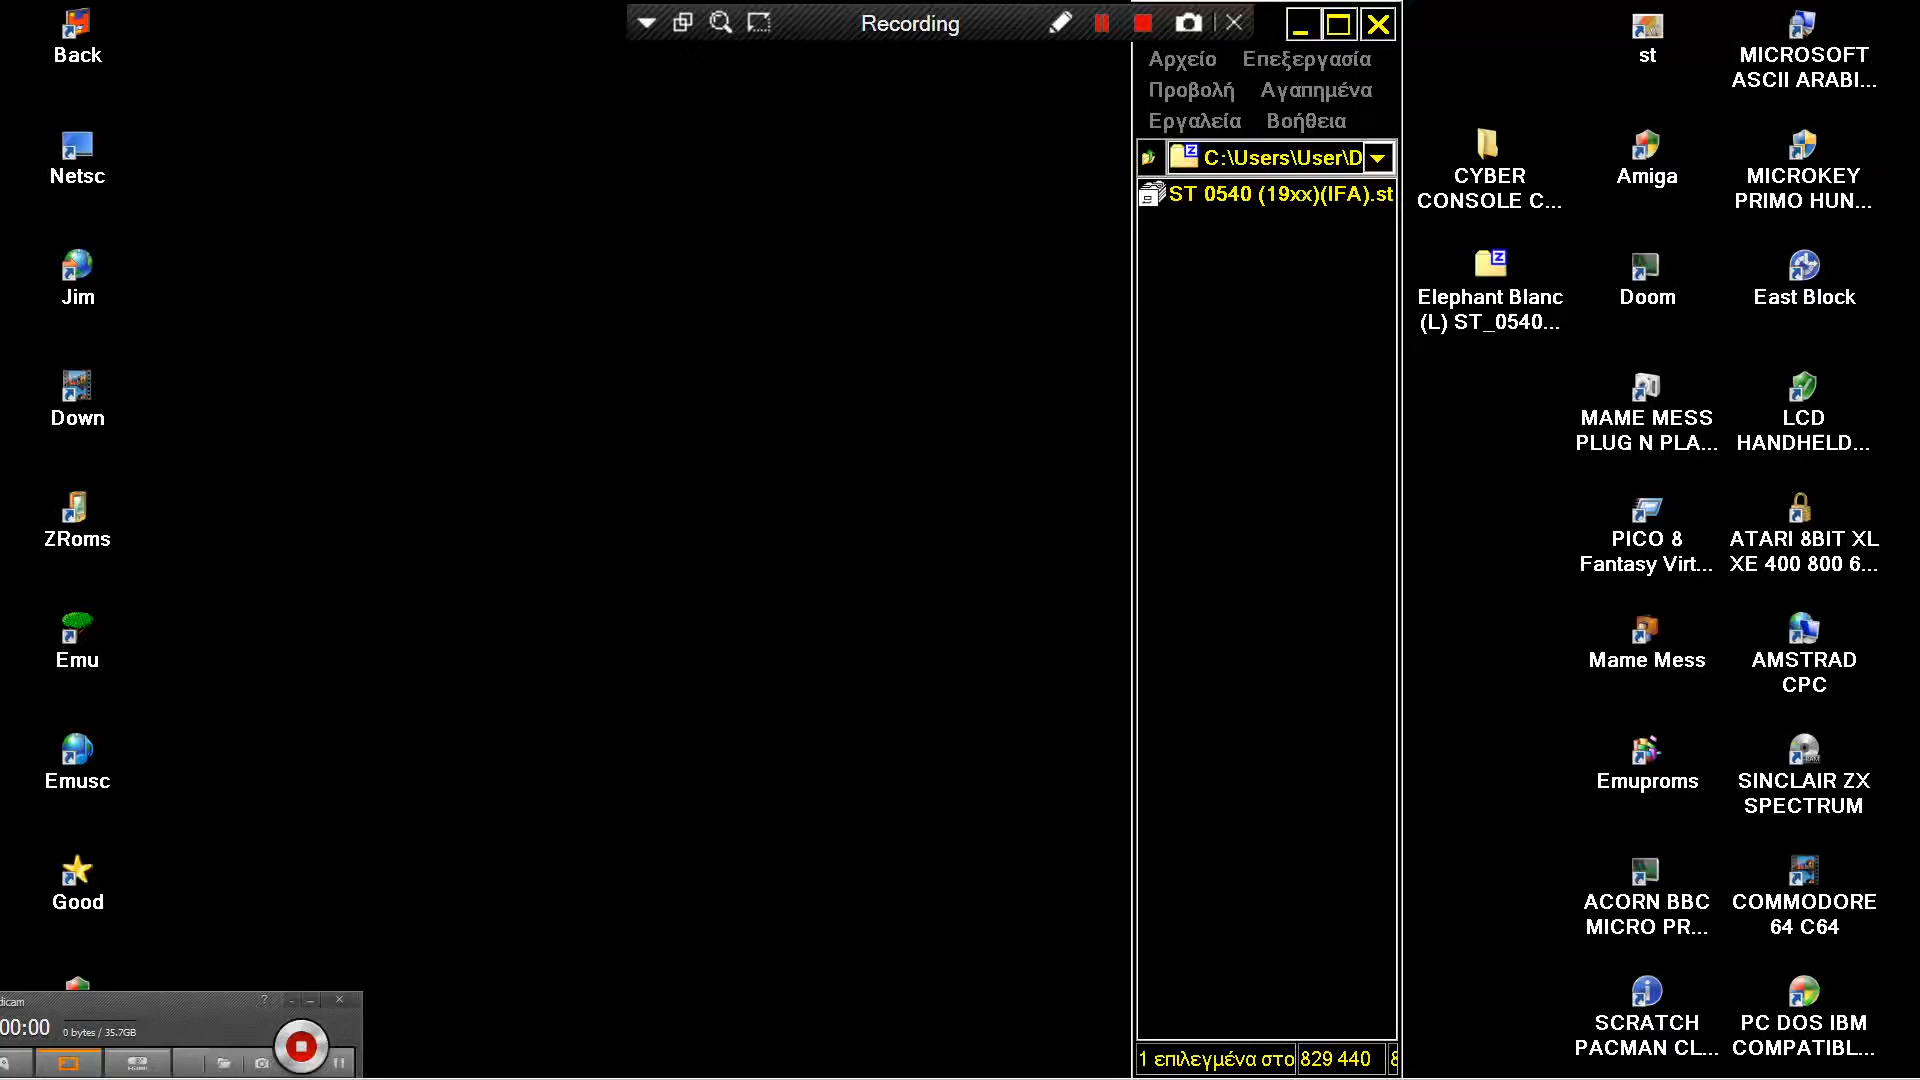 Recording
Back
Netsc
Jim
Down
ZRoms
Emu
Emusc
Good
dicam
?
00:00
0 bytes / 35.7GB
Αρχείο Επεξεργασία
Προβολή Αγαπημένα
Εργαλεία Βοήθεια
C:\Users\User\D
ST 0540 (19xx)(IFA).st
1 επιλεγμένα στο
829 440
CYBER
CONSOLE C...
Elephant Blanc
(L) ST_0540...
st
Amiga
Doom
MAME MESS
PLUG N PLA...
PICO 8
Fantasy Virt...
Mame Mess
Emuproms
ACORN BBC
MICRO PR...
SCRATCH
PACMAN CL...
MICROSOFT
ASCII ARABI...
MICROKEY
PRIMO HUN...
East Block
LCD
HANDHELD...
ATARI 8BIT XL
XE 400 800 6...
AMSTRAD
CPC
SINCLAIR ZX
SPECTRUM
COMMODORE
64 C64
PC DOS IBM
COMPATIBL...